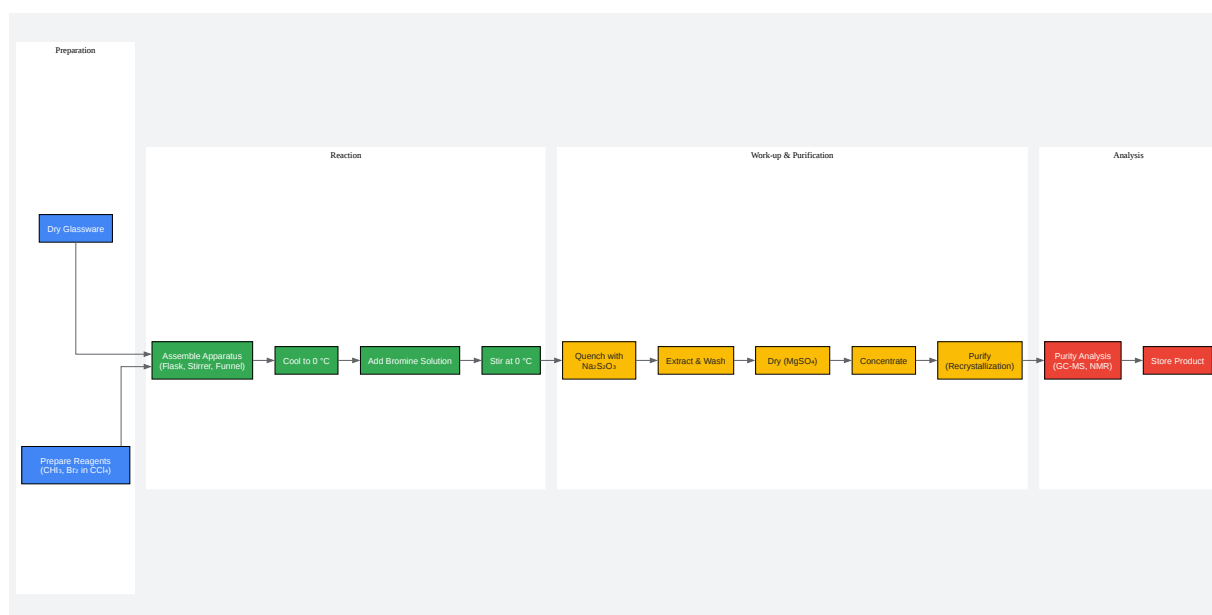 Preparation
Dry Glassware
Prepare Reagents
(CHI₃, Br₂ in CCl₄)
Reaction
Assemble Apparatus
(Flask, Stirrer, Funnel)
Cool to 0 °C
Add Bromine Solution
Stir at 0 °C
Work-up & Purification
Quench with
Na₂S₂O₃
Extract & Wash
Dry (MgSO₄)
Concentrate
Purify
(Recrystallization)
Analysis
Purity Analysis
(GC-MS, NMR)
Store Product